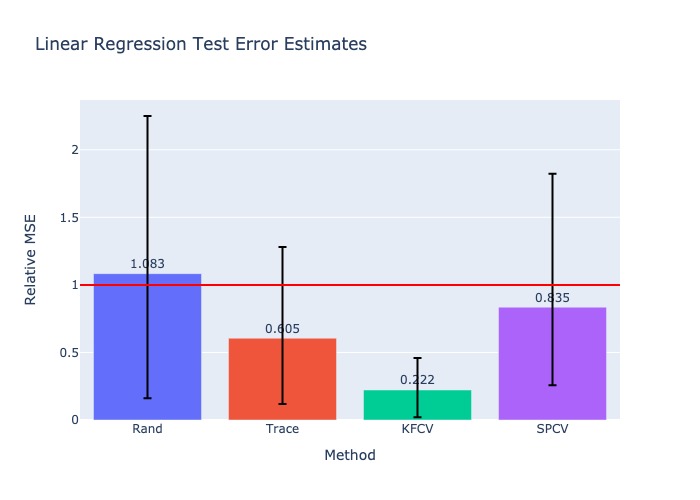 Linear Regression Test Error Estimates
Relative MSE
2
1.5
1
0.5
0
1.083
0.605
0.222
0.835
Rand Trace KFCV SPCV
Method